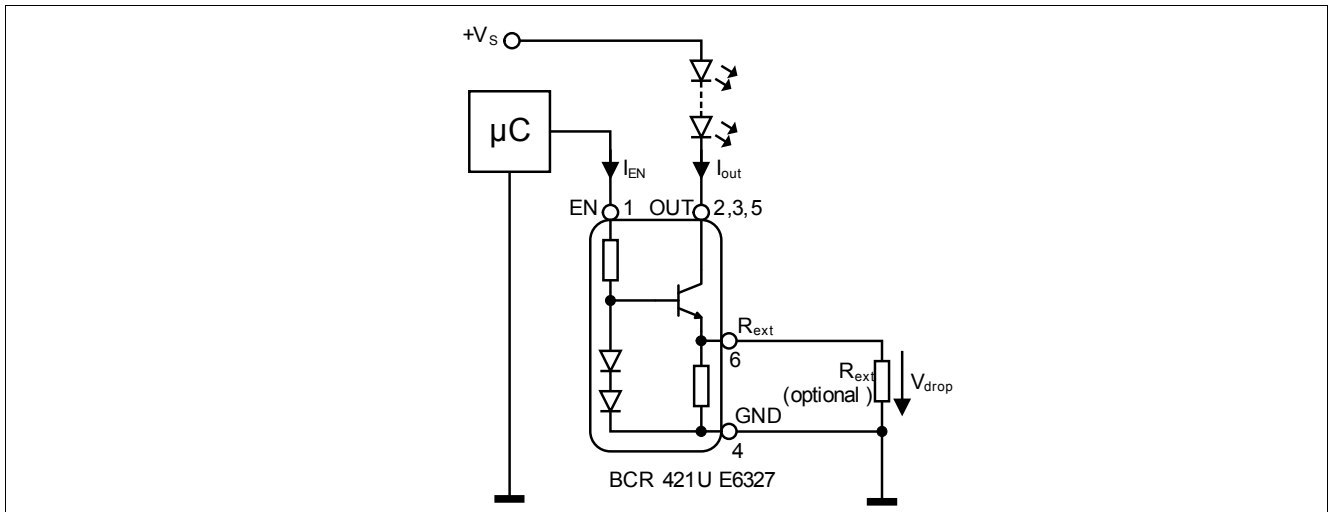 +VS
µC
IEN
Iout
EN 1 OUT 2,3,5
Rext
6
Rext
(optional )
Vdrop
GND
4
BCR 421U E6327